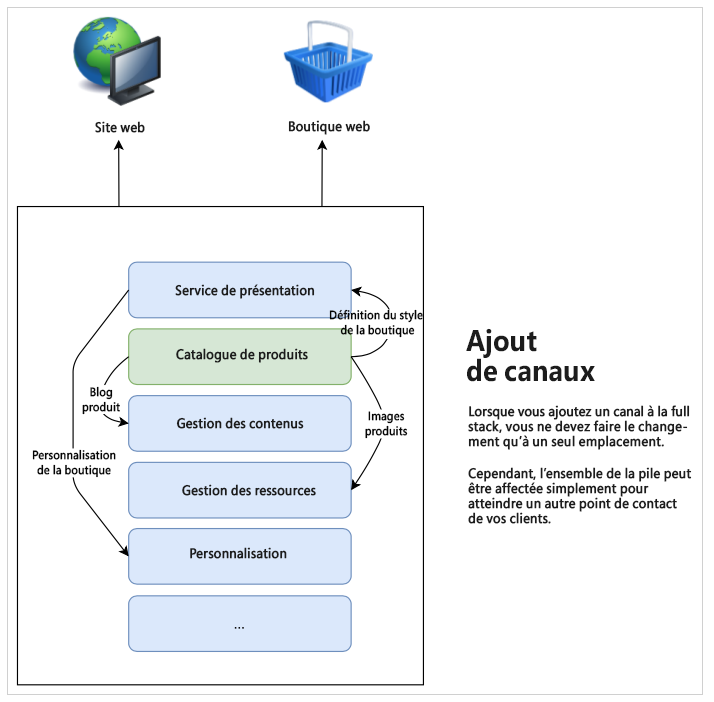 Site web
Boutique web
Service de présentation
Définition du style
de la boutique
Catalogue de produits
Blog
produit
Gestion des contenus
Images
produits
Personnalisation
de la boutique
Gestion des ressources
Personnalisation
...
Ajout
de canaux
Lorsque vous ajoutez un canal à la full
stack, vous ne devez faire le change-
ment qu’à un seul emplacement.
Cependant, l’ensemble de la pile peut
être affectée simplement pour
atteindre un autre point de contact
de vos clients.